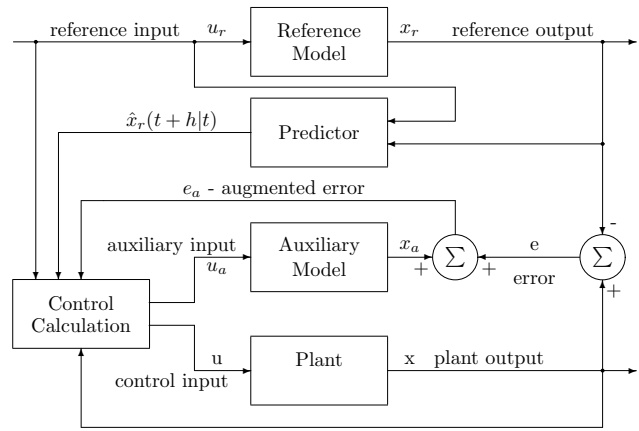 reference input
u_r
Reference
Model
x_r
reference output
x̂_r(t + h|t)
Predictor
e_a - augmented error
-
auxiliary input
u_a
Auxiliary
Model
x_a
+
Σ
+
e
error
Σ
+
Control
Calculation
u
control input
Plant
x
plant output